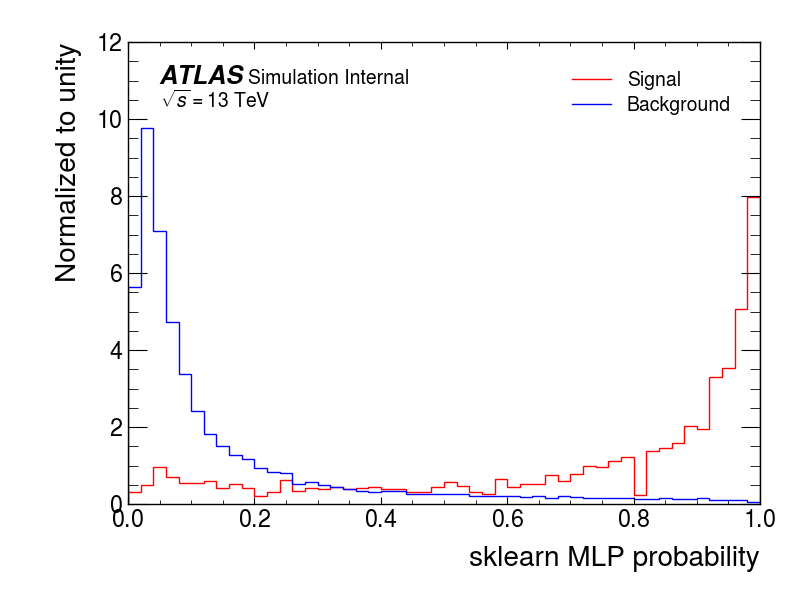 12
10
8
6
4
2
0
Normalized to unity
ATLAS Simulation Internal
√s = 13 TeV
Signal
Background
0.0 0.2 0.4 0.6 0.8 1.0
sklearn MLP probability